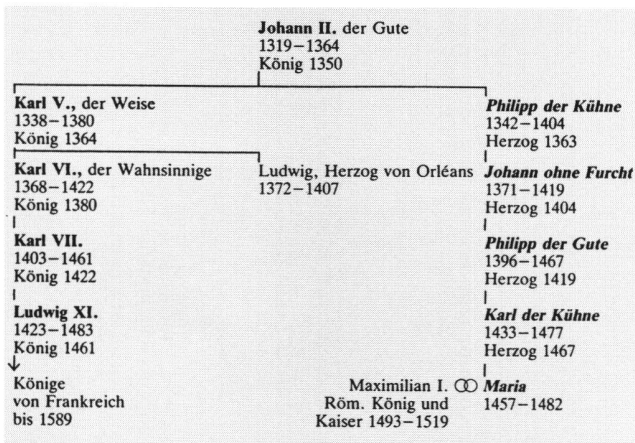 Johann II. der Gute
1319–1364
König 1350
Karl V., der Weise
1338–1380
König 1364
Philipp der Kühne
1342–1404
Herzog 1363
Karl VI., der Wahnsinnige
1368–1422
König 1380
Ludwig, Herzog von Orléans
1372–1407
Johann ohne Furcht
1371–1419
Herzog 1404
Karl VII.
1403–1461
König 1422
Philipp der Gute
1396–1467
Herzog 1419
Ludwig XI.
1423–1483
König 1461
Karl der Kühne
1433–1477
Herzog 1467
Könige
von Frankreich
bis 1589
Maximilian I. ⚭ Maria
Röm. König und 1457–1482
Kaiser 1493–1519